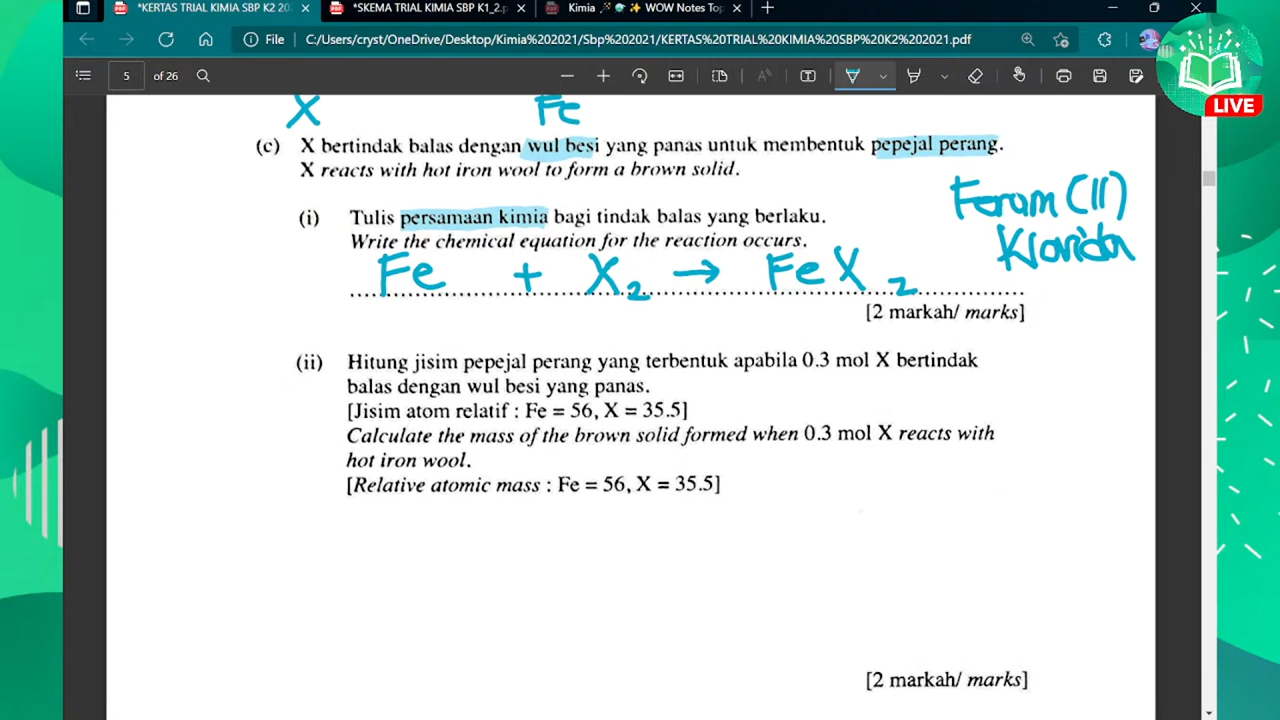 *KERTAS TRIAL KIMIA SBP K2 202
*SKEMA TRIAL KIMIA SBP K1_2.p
Kimia 🪄 🎓 ✨ WOW Notes Top
File C:/Users/cryst/OneDrive/Desktop/Kimia%202021/Sbp%202021/KERTAS%20TRIAL%20KIMIA%20SBP%20K2%202021.pdf
5 of 26
LIVE
X Fe
(c) X bertindak balas dengan wul besi yang panas untuk membentuk pepejal perang.
X reacts with hot iron wool to form a brown solid.
Ferum (II)
Klorida
(i) Tulis persamaan kimia bagi tindak balas yang berlaku.
Write the chemical equation for the reaction occurs.
Fe + X₂ → FeX₂
[2 markah/ marks]
(ii) Hitung jisim pepejal perang yang terbentuk apabila 0.3 mol X bertindak
balas dengan wul besi yang panas.
[Jisim atom relatif : Fe = 56, X = 35.5]
Calculate the mass of the brown solid formed when 0.3 mol X reacts with
hot iron wool.
[Relative atomic mass : Fe = 56, X = 35.5]
[2 markah/ marks]